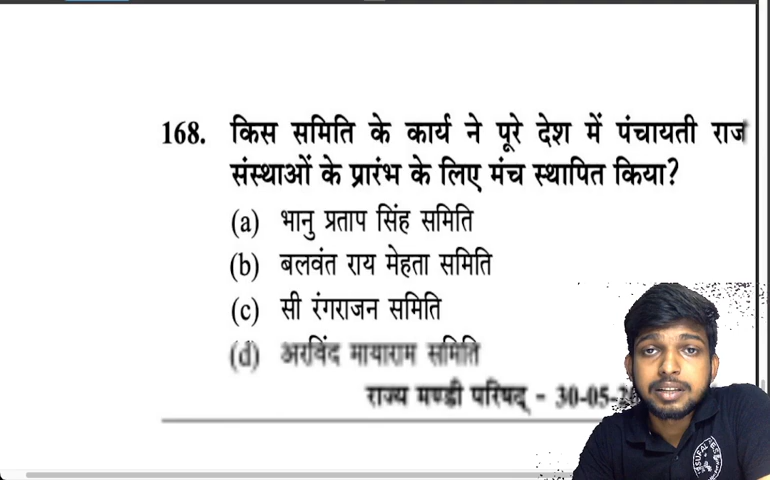 168. किस समिति के कार्य ने पूरे देश में पंचायती राज
संस्थाओं के प्रारंभ के लिए मंच स्थापित किया?
(a) भानु प्रताप सिंह समिति
(b) बलवंत राय मेहता समिति
(c) सी रंगराजन समिति
(d) अरविंद मायाराम समिति
राज्य मण्डी परिषद् - 30-05-